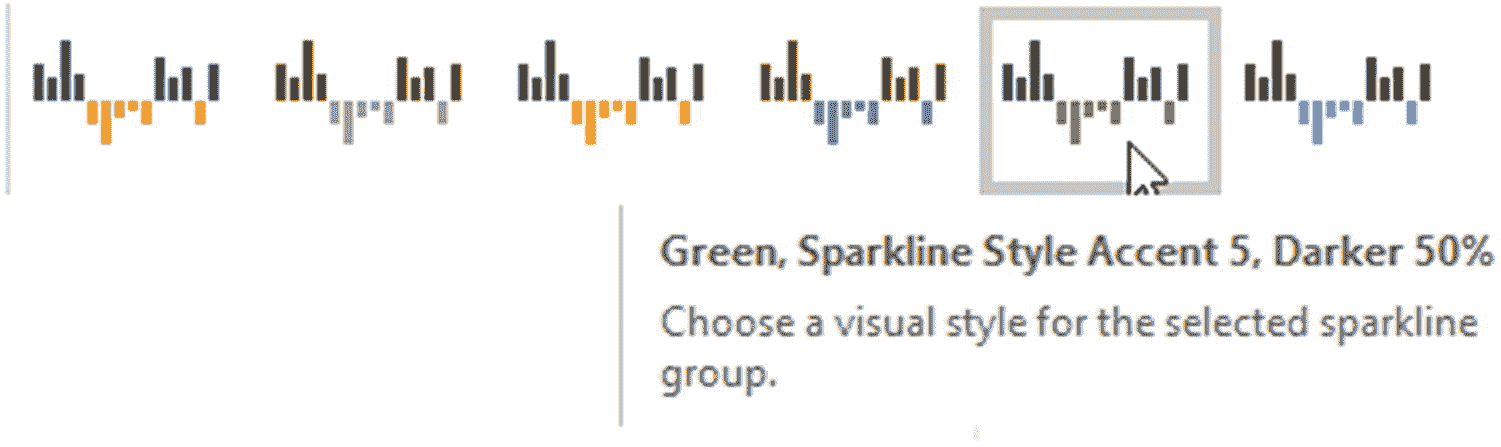 Green, Sparkline Style Accent 5, Darker 50%
Choose a visual style for the selected sparkline
group.